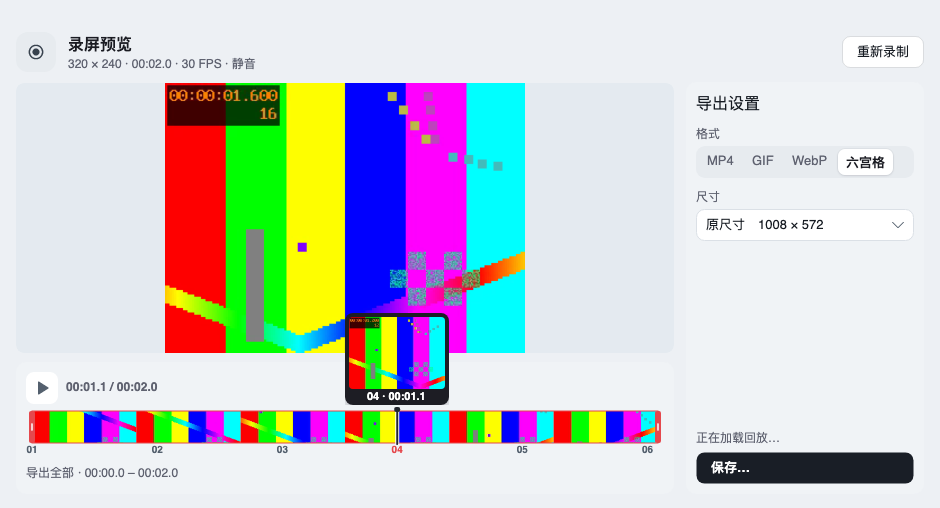 录屏预览
320 × 240 · 00:02.0 · 30 FPS · 静音
重新录制
00:00:01.600
16
导出设置
格式
MP4 GIF WebP 六宫格
尺寸
原尺寸 1008 × 572
04 · 00:01.1
00:01.1 / 00:02.0
01 02 03 04 05 06
导出全部 · 00:00.0 – 00:02.0
正在加载回放…
保存...